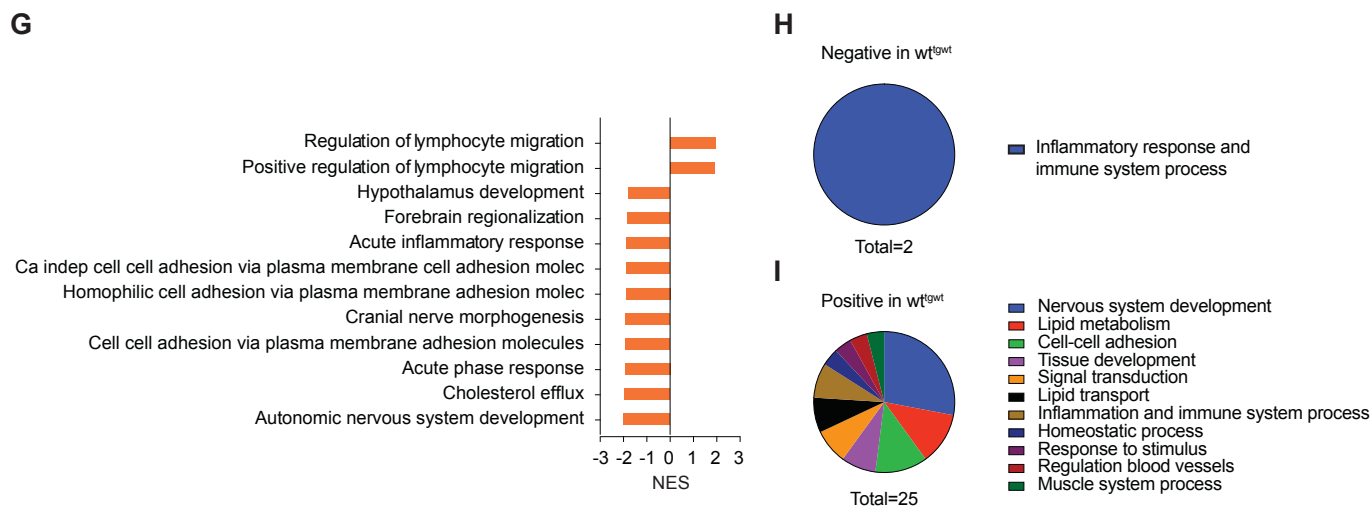 G
Regulation of lymphocyte migration
Positive regulation of lymphocyte migration
Hypothalamus development
Forebrain regionalization
Acute inflammatory response
Ca indep cell cell adhesion via plasma membrane cell adhesion molec
Homophilic cell adhesion via plasma membrane adhesion molec
Cranial nerve morphogenesis
Cell cell adhesion via plasma membrane adhesion molecules
Acute phase response
Cholesterol efflux
Autonomic nervous system development
-3 -2 -1 0 1 2 3
NES
H
Negative in wtᵗᵍʷᵗ
Inflammatory response and
immune system process
Total=2
I
Positive in wtᵗᵍʷᵗ
Nervous system development
Lipid metabolism
Cell-cell adhesion
Tissue development
Signal transduction
Lipid transport
Inflammation and immune system process
Homeostatic process
Response to stimulus
Regulation blood vessels
Muscle system process
Total=25